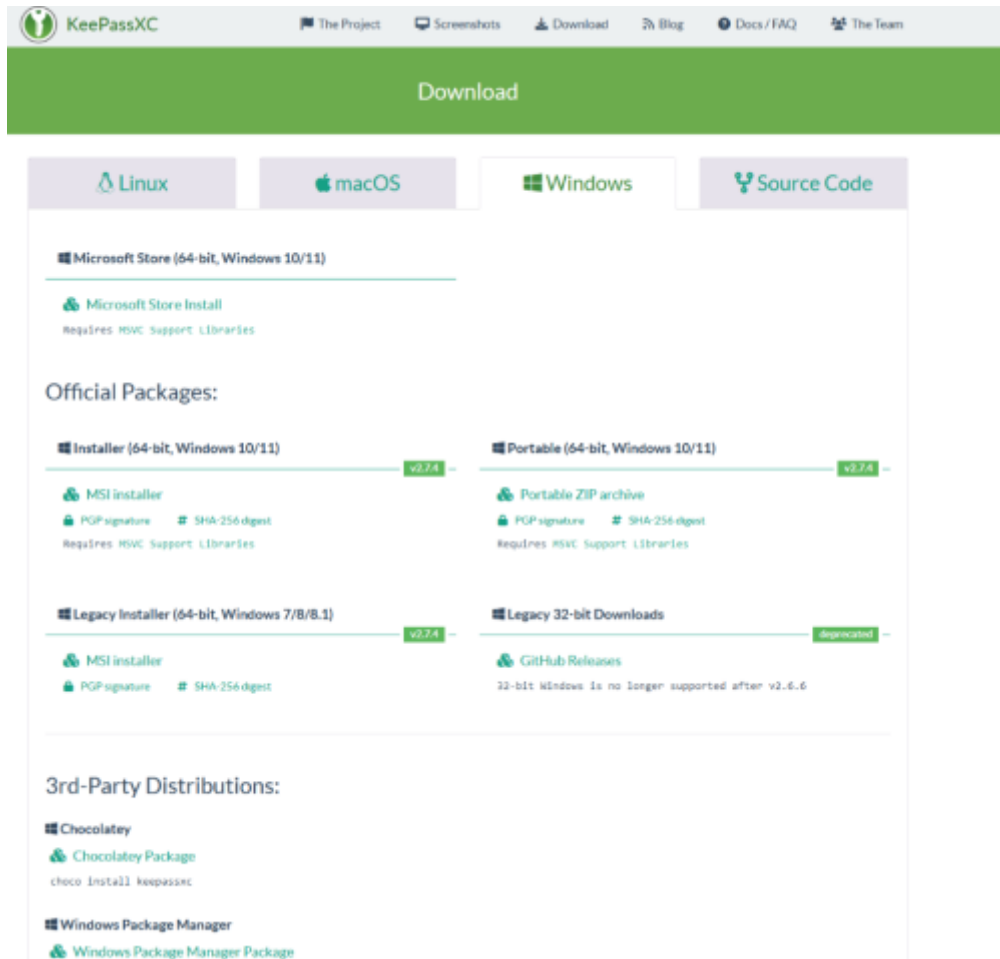 KeePassXC The Project Screenshots Download Blog Docs / FAQ The Team
Download
Linux macOS Windows Source Code
Microsoft Store (64-bit, Windows 10/11)
Microsoft Store Install
Requires MSVC Support Libraries
Official Packages:
Installer (64-bit, Windows 10/11)
v2.7.4
MSI installer
PGP signature # SHA-256 digest
Requires MSVC Support Libraries
Portable (64-bit, Windows 10/11)
v2.7.4
Portable ZIP archive
PGP signature # SHA-256 digest
Requires MSVC Support Libraries
Legacy Installer (64-bit, Windows 7/8/8.1)
v2.7.4
MSI installer
PGP signature # SHA-256 digest
Legacy 32-bit Downloads
deprecated
GitHub Releases
32-bit Windows is no longer supported after v2.6.6
3rd-Party Distributions:
Chocolatey
Chocolatey Package
choco install keepassxc
Windows Package Manager
Windows Package Manager Package